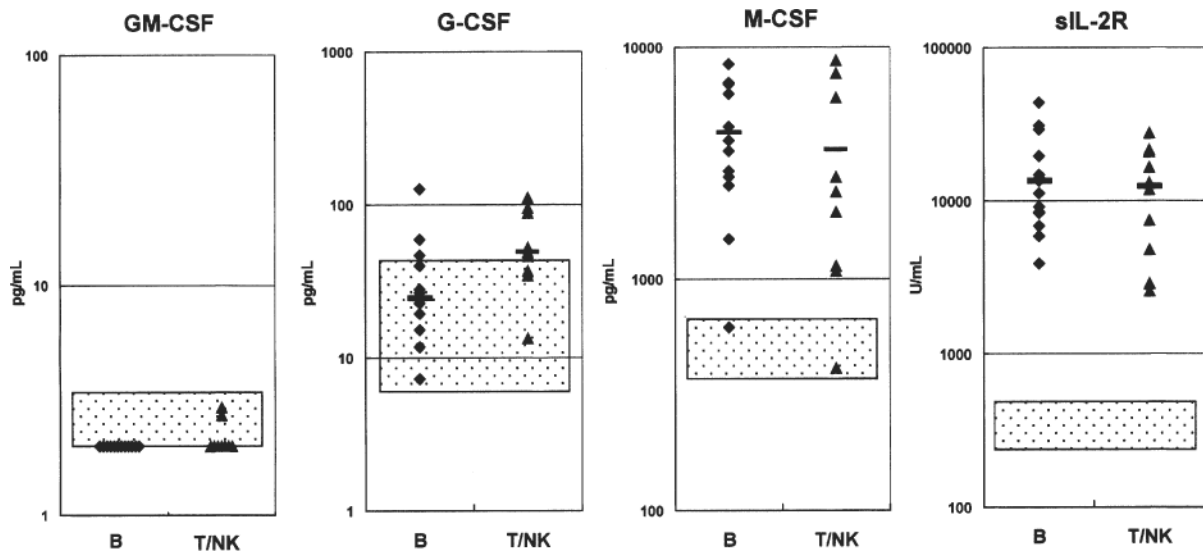 GM-CSF
100
10
1
pg/mL
B T/NK
G-CSF
1000
100
10
1
pg/mL
B T/NK
M-CSF
10000
1000
100
pg/mL
B T/NK
sIL-2R
100000
10000
1000
100
U/mL
B T/NK